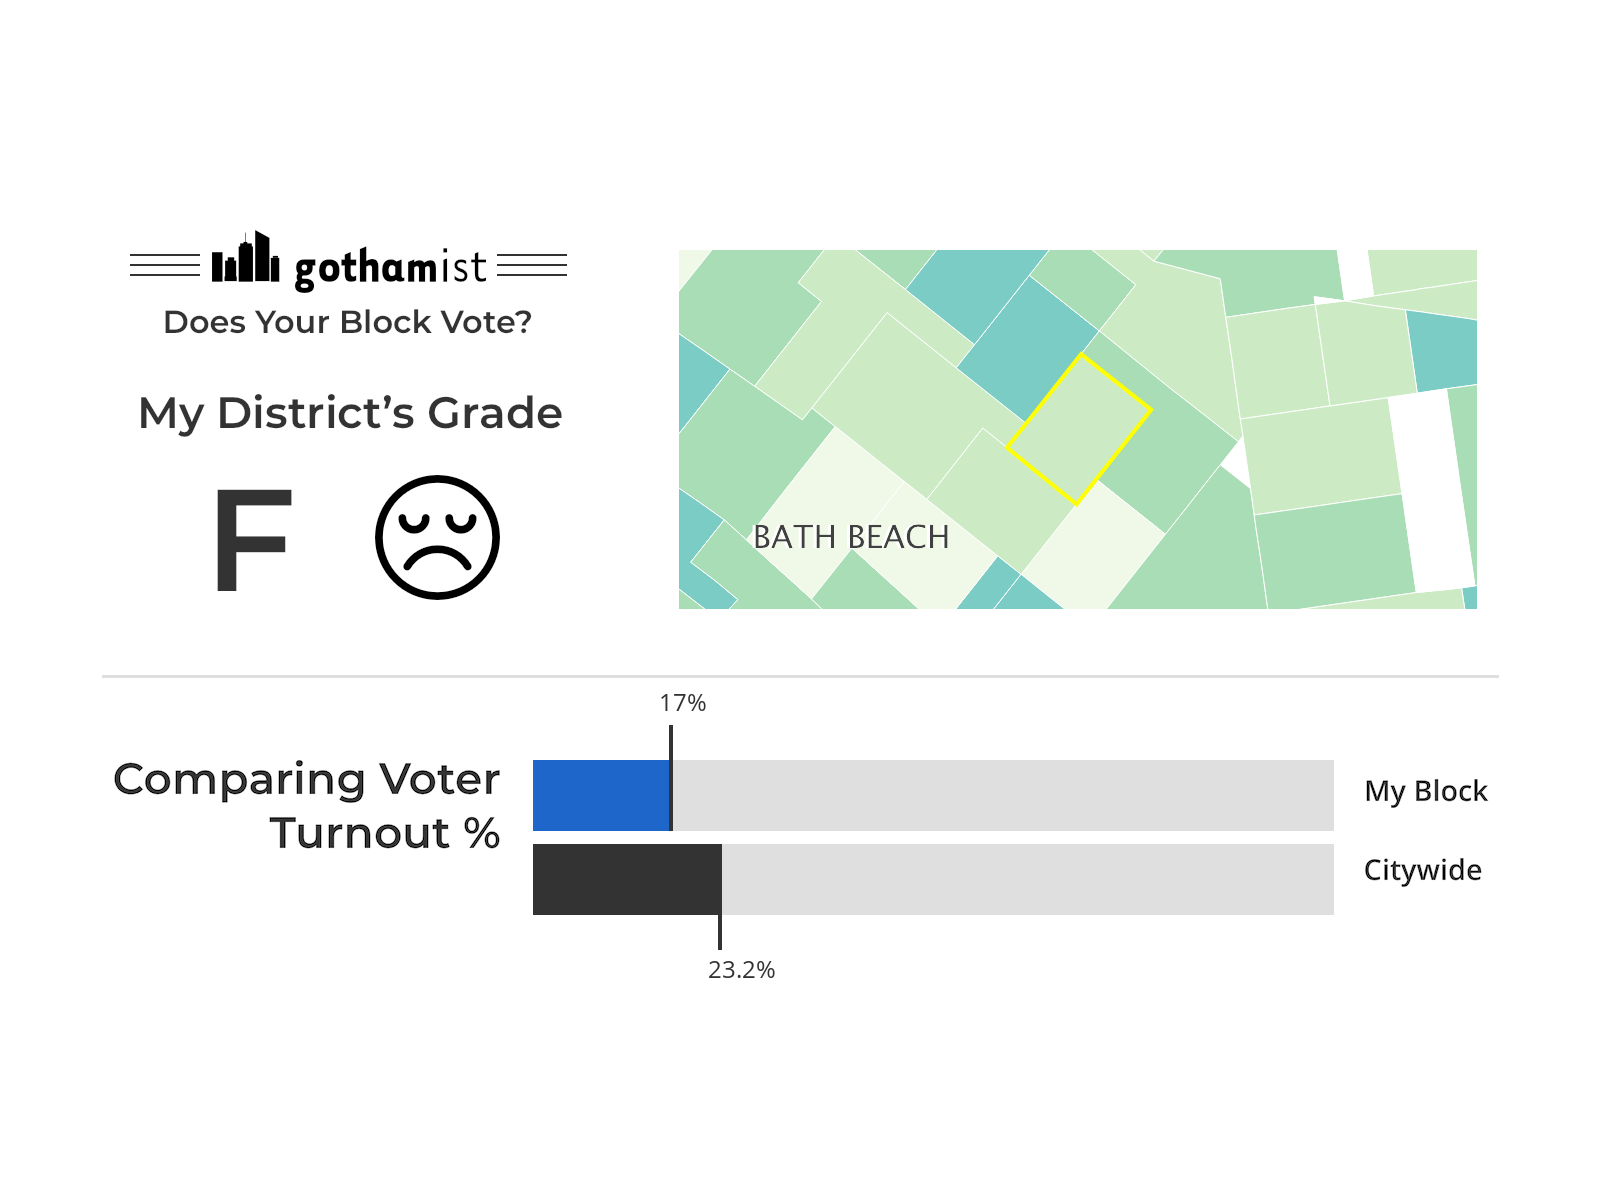 gothamist
Does Your Block Vote?
My District’s Grade
F
BATH BEACH
17%
Comparing Voter
Turnout %
My Block
Citywide
23.2%